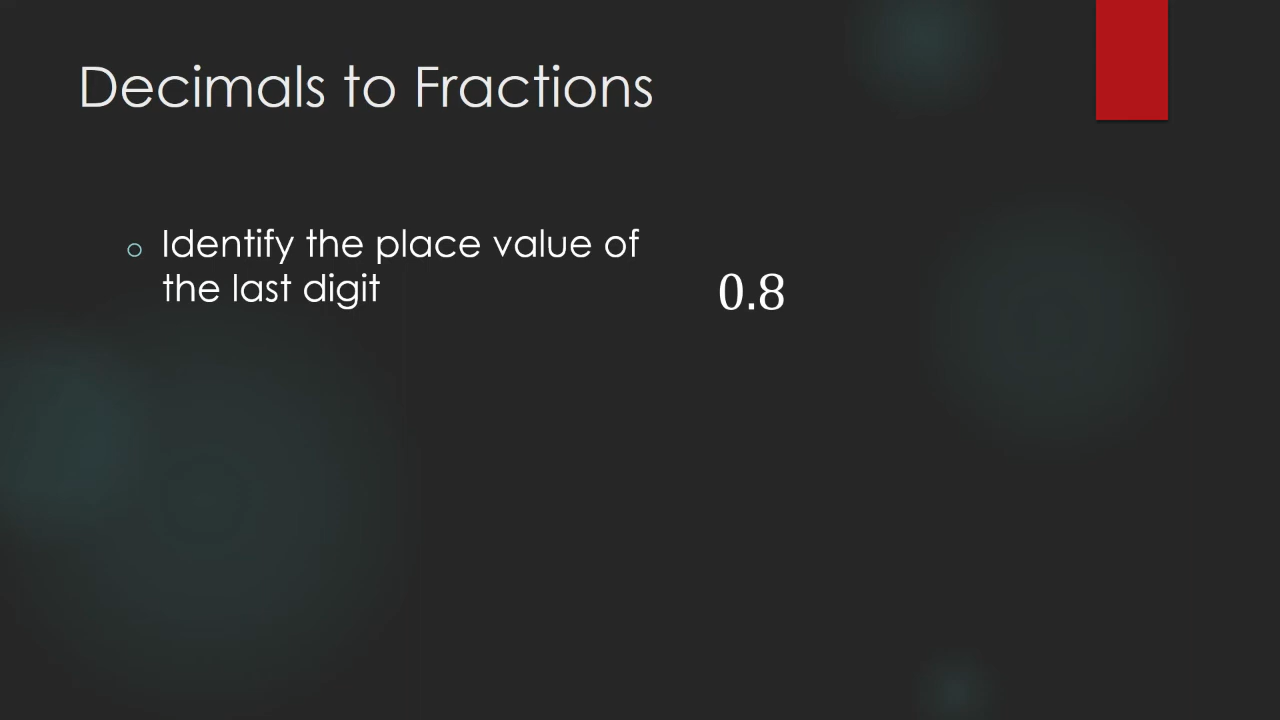 Decimals to Fractions
Identify the place value of
the last digit
0.8